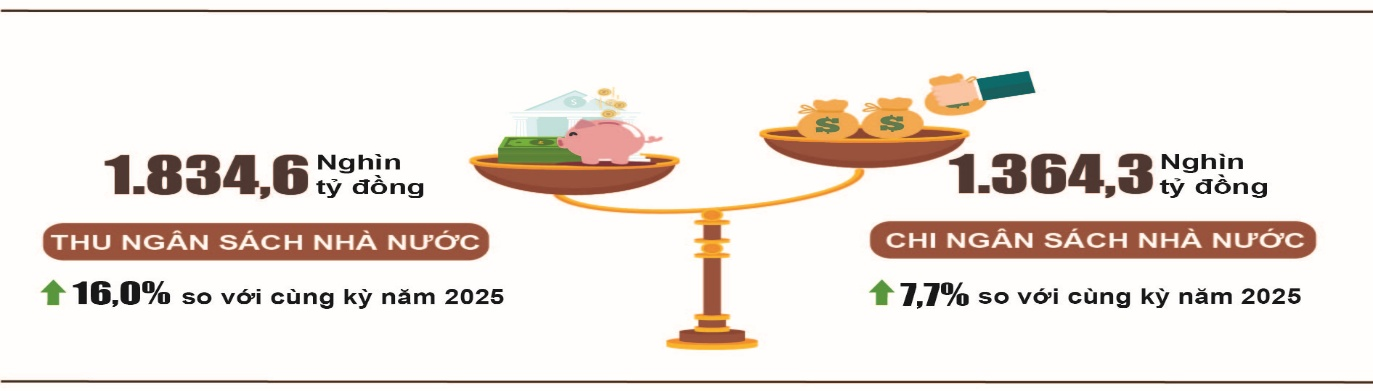 1.834,6 Nghìn
tỷ đồng
THU NGÂN SÁCH NHÀ NƯỚC
16,0% so với cùng kỳ năm 2025
$
$ $ $
1.364,3 Nghìn
tỷ đồng
CHI NGÂN SÁCH NHÀ NƯỚC
7,7% so với cùng kỳ năm 2025